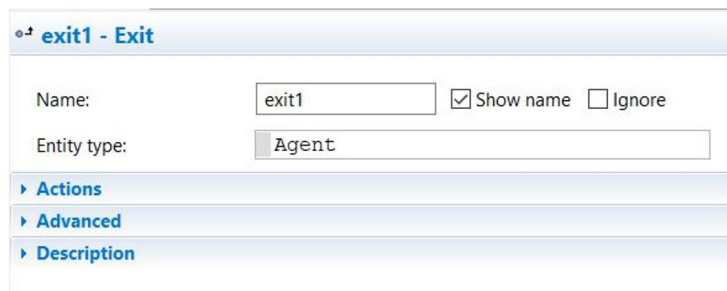 exit1 - Exit
Name: exit1 Show name Ignore
Entity type: Agent
Actions
Advanced
Description